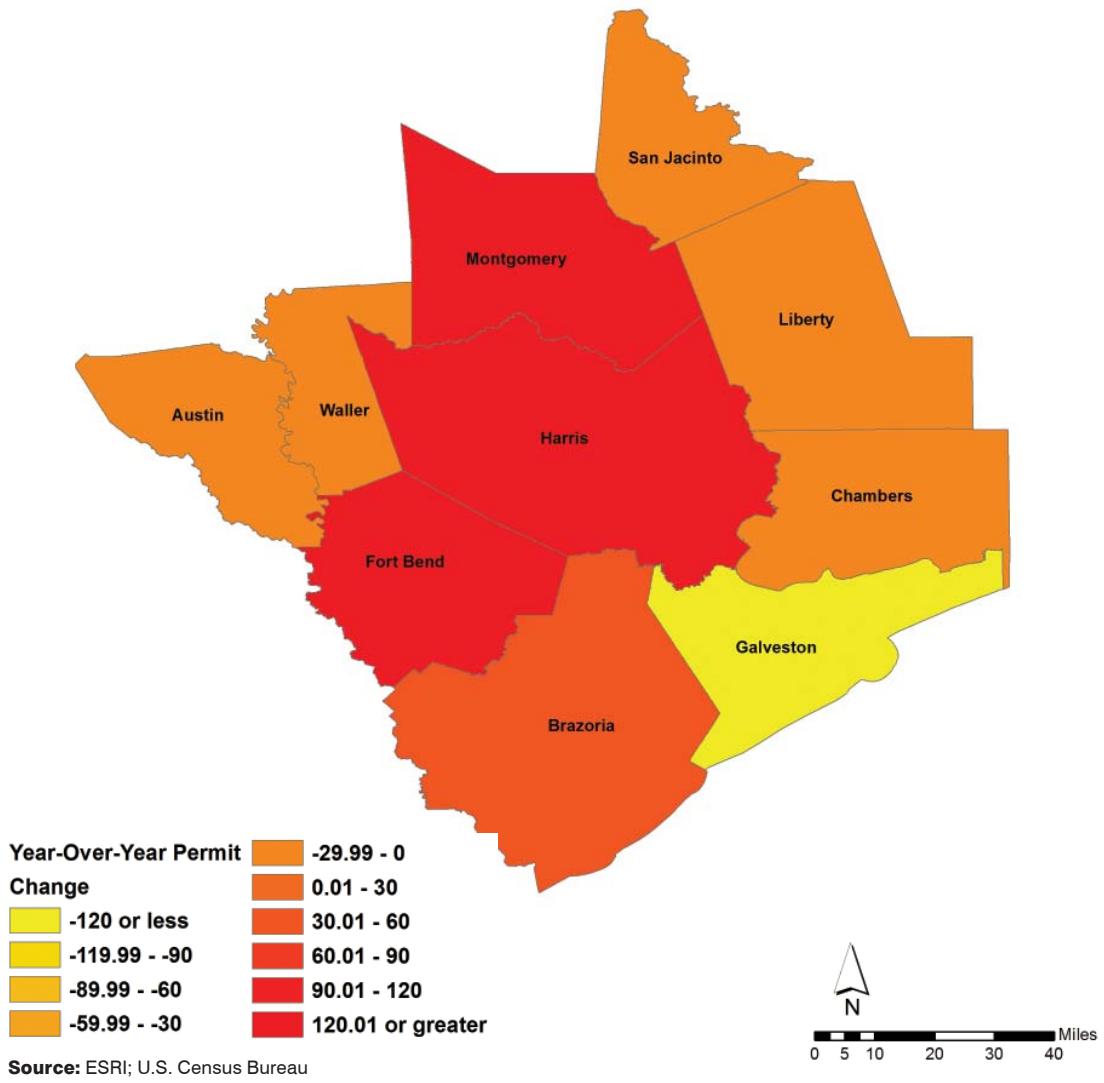 San Jacinto
Montgomery
Liberty
Austin
Waller
Harris
Chambers
Fort Bend
Galveston
Brazoria
Year-Over-Year Permit
Change
-120 or less
-119.99 - -90
-89.99 - -60
-59.99 - -30
-29.99 - 0
0.01 - 30
30.01 - 60
60.01 - 90
90.01 - 120
120.01 or greater
N
Miles
0 5 10 20 30 40
Source: ESRI; U.S. Census Bureau